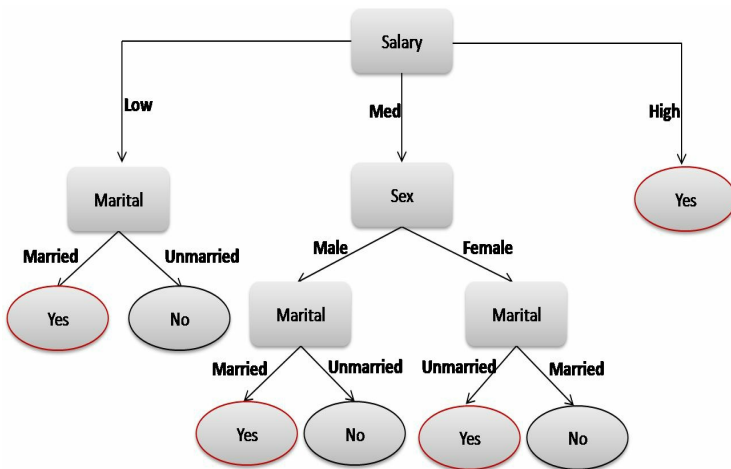 Salary
Low
Med
High
Marital
Sex
Yes
Married
Unmarried
Male
Female
Yes
No
Marital
Marital
Married
Unmarried
Unmarried
Married
Yes
No
Yes
No